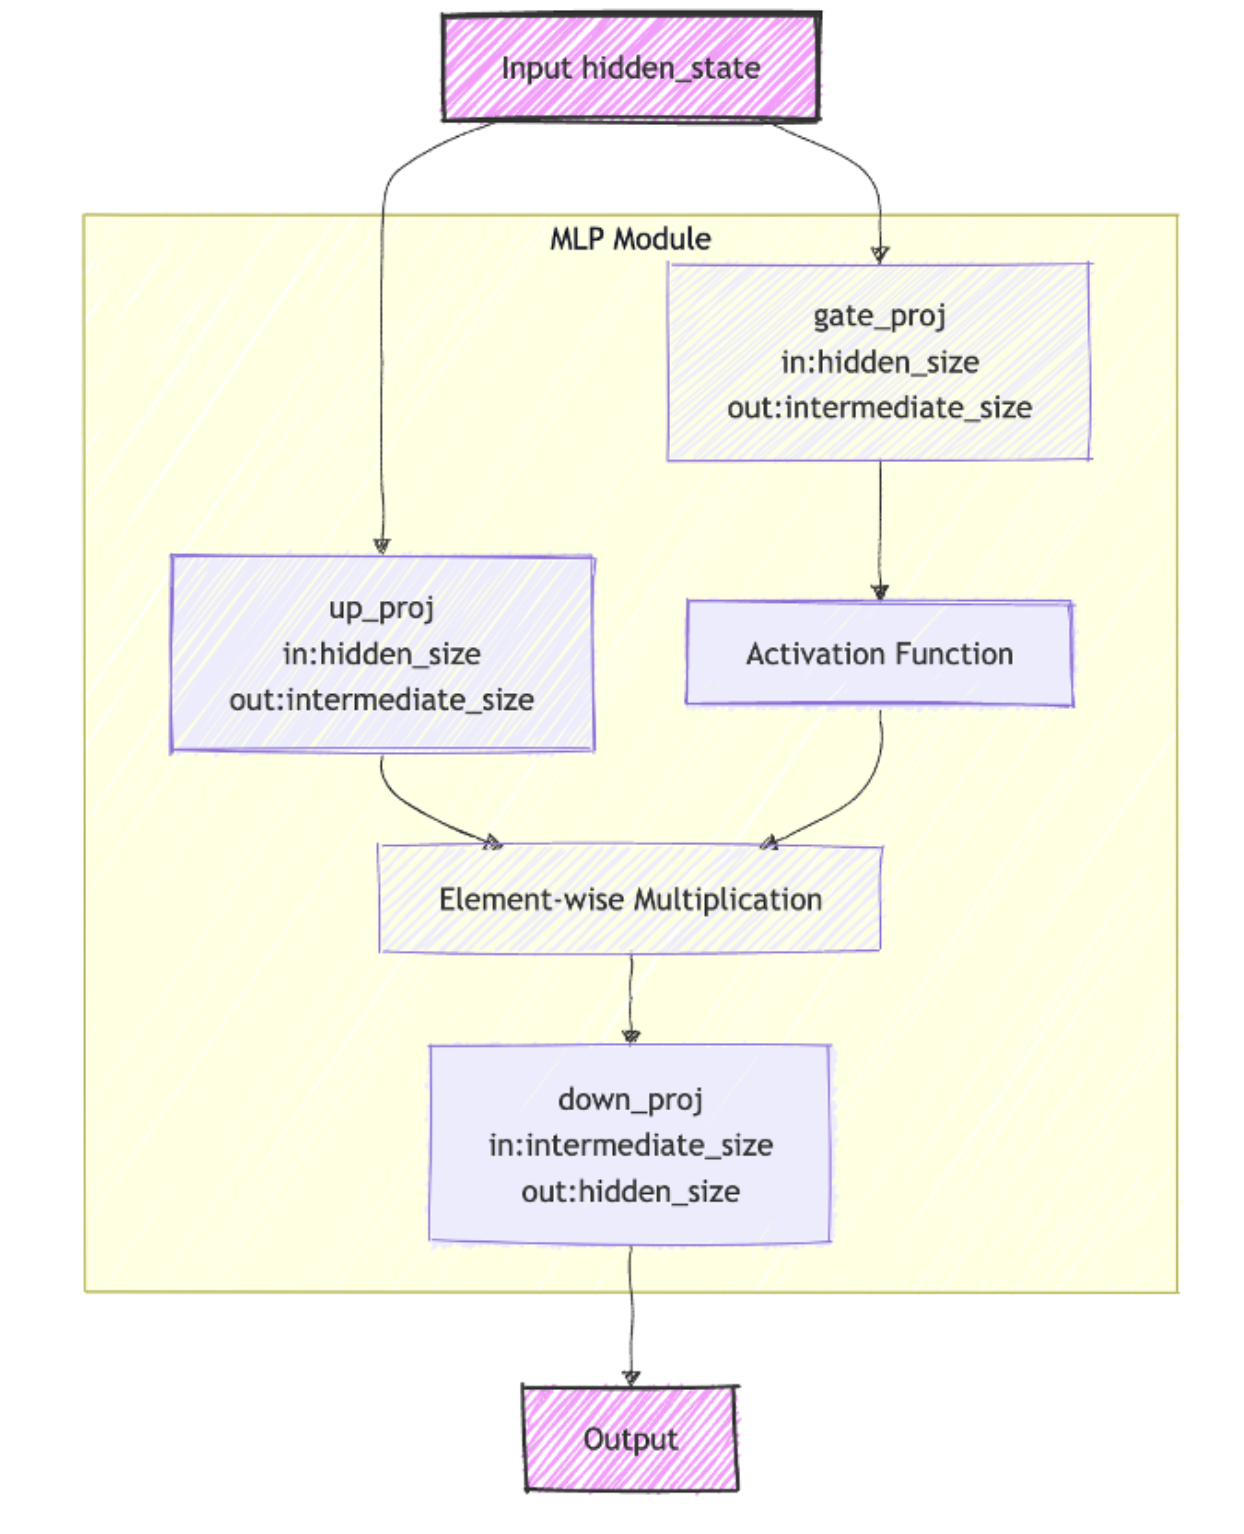 Input hidden_state
MLP Module
gate_proj
in:hidden_size
out:intermediate_size
up_proj
in:hidden_size
out:intermediate_size
Activation Function
Element-wise Multiplication
down_proj
in:intermediate_size
out:hidden_size
Output